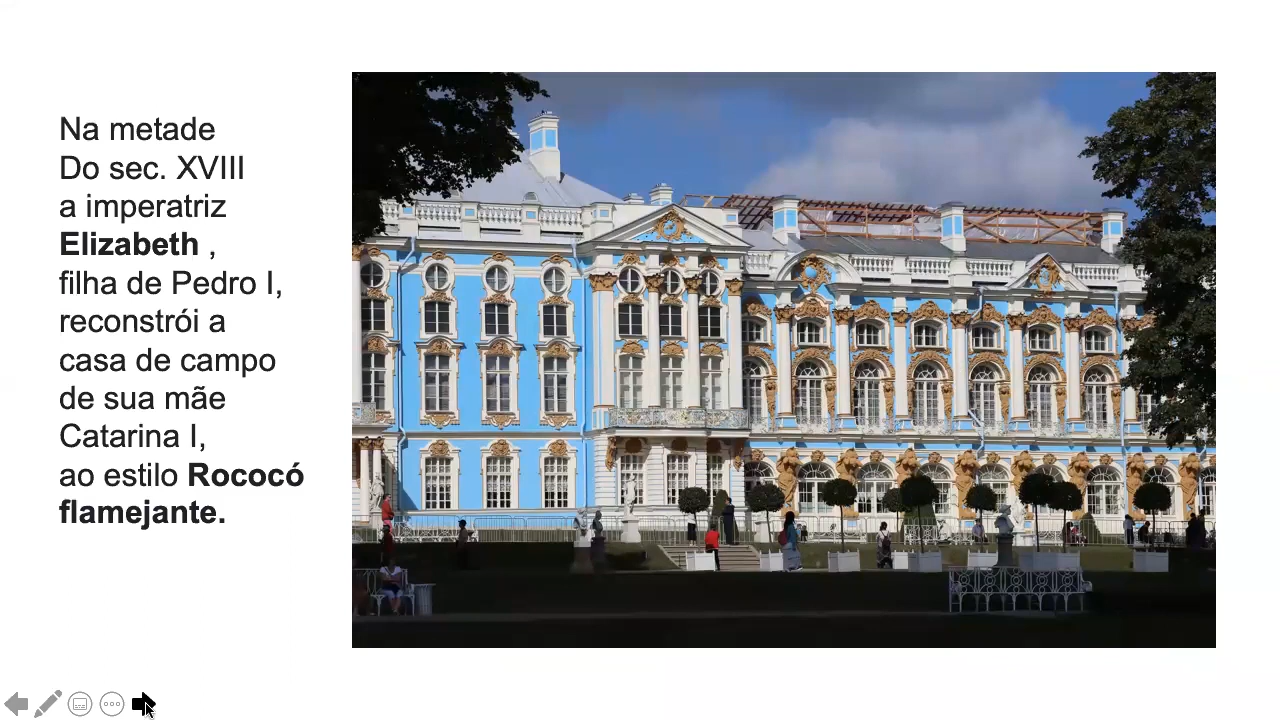 Na metade
Do sec. XVIII
a imperatriz
Elizabeth ,
filha de Pedro I,
reconstrói a
casa de campo
de sua mãe
Catarina I,
ao estilo Rococó
flamejante.